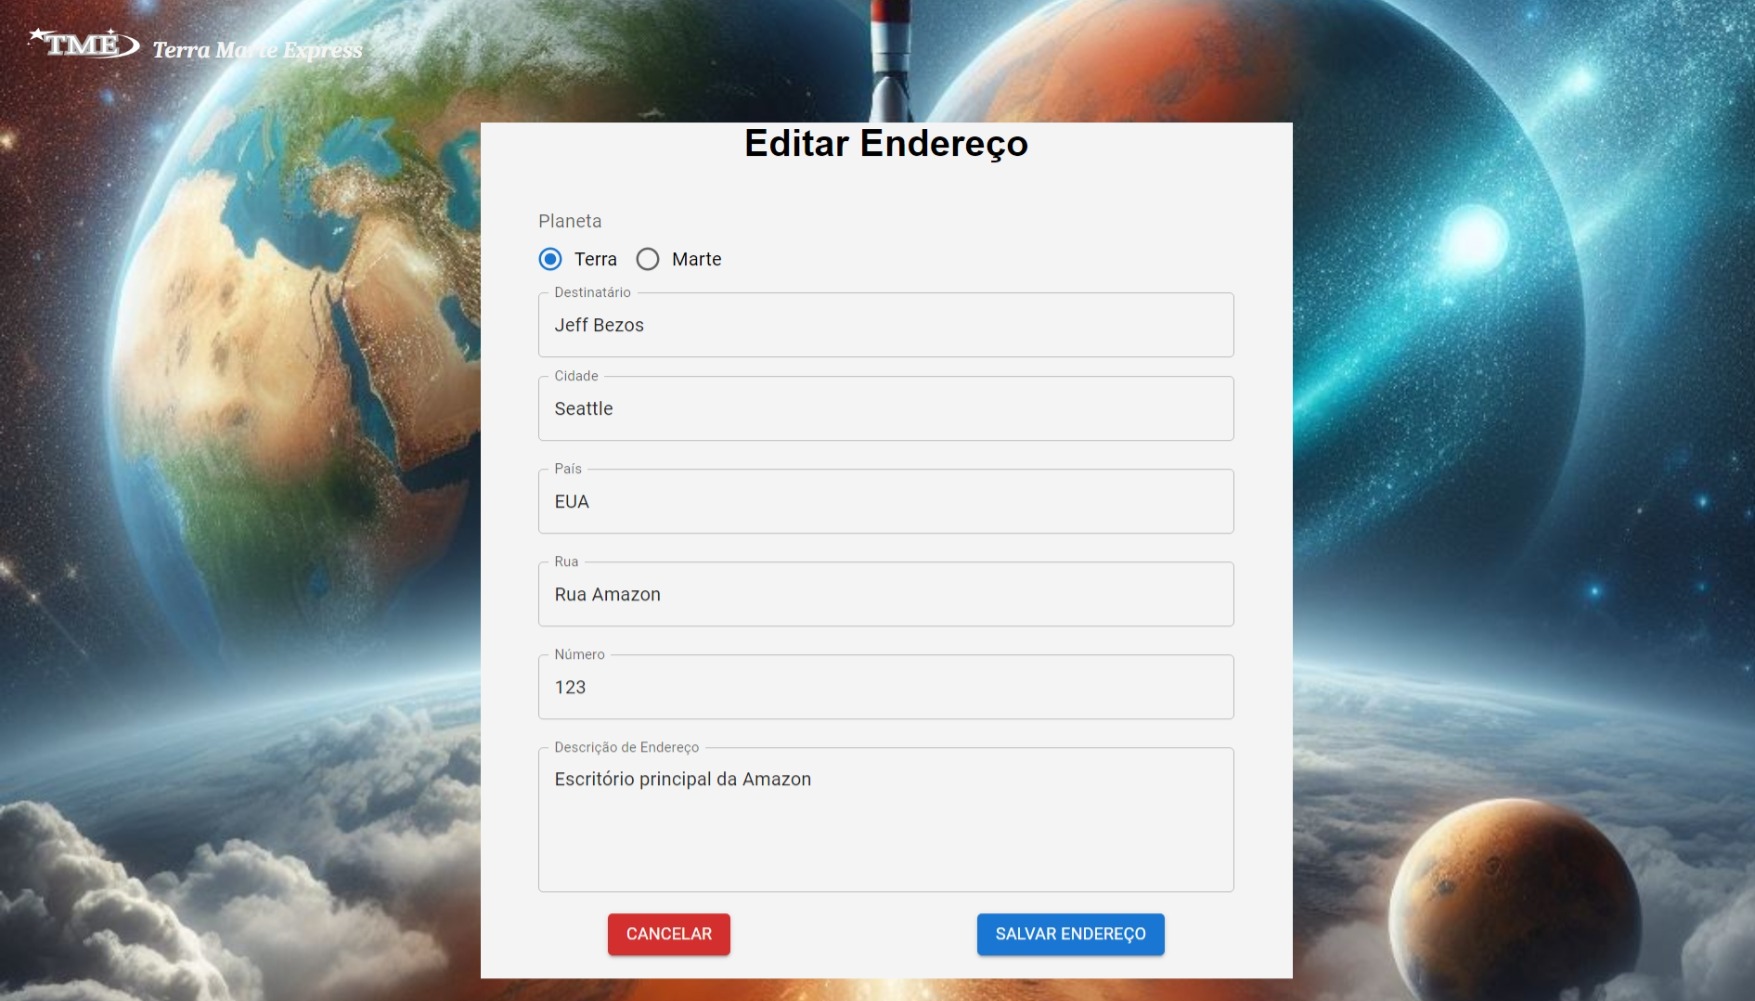 TME Terra Marte Express
Editar Endereço
Planeta
Terra Marte
Destinatário
Jeff Bezos
Cidade
Seattle
País
EUA
Rua
Rua Amazon
Número
123
Descrição de Endereço
Escritório principal da Amazon
CANCELAR SALVAR ENDEREÇO